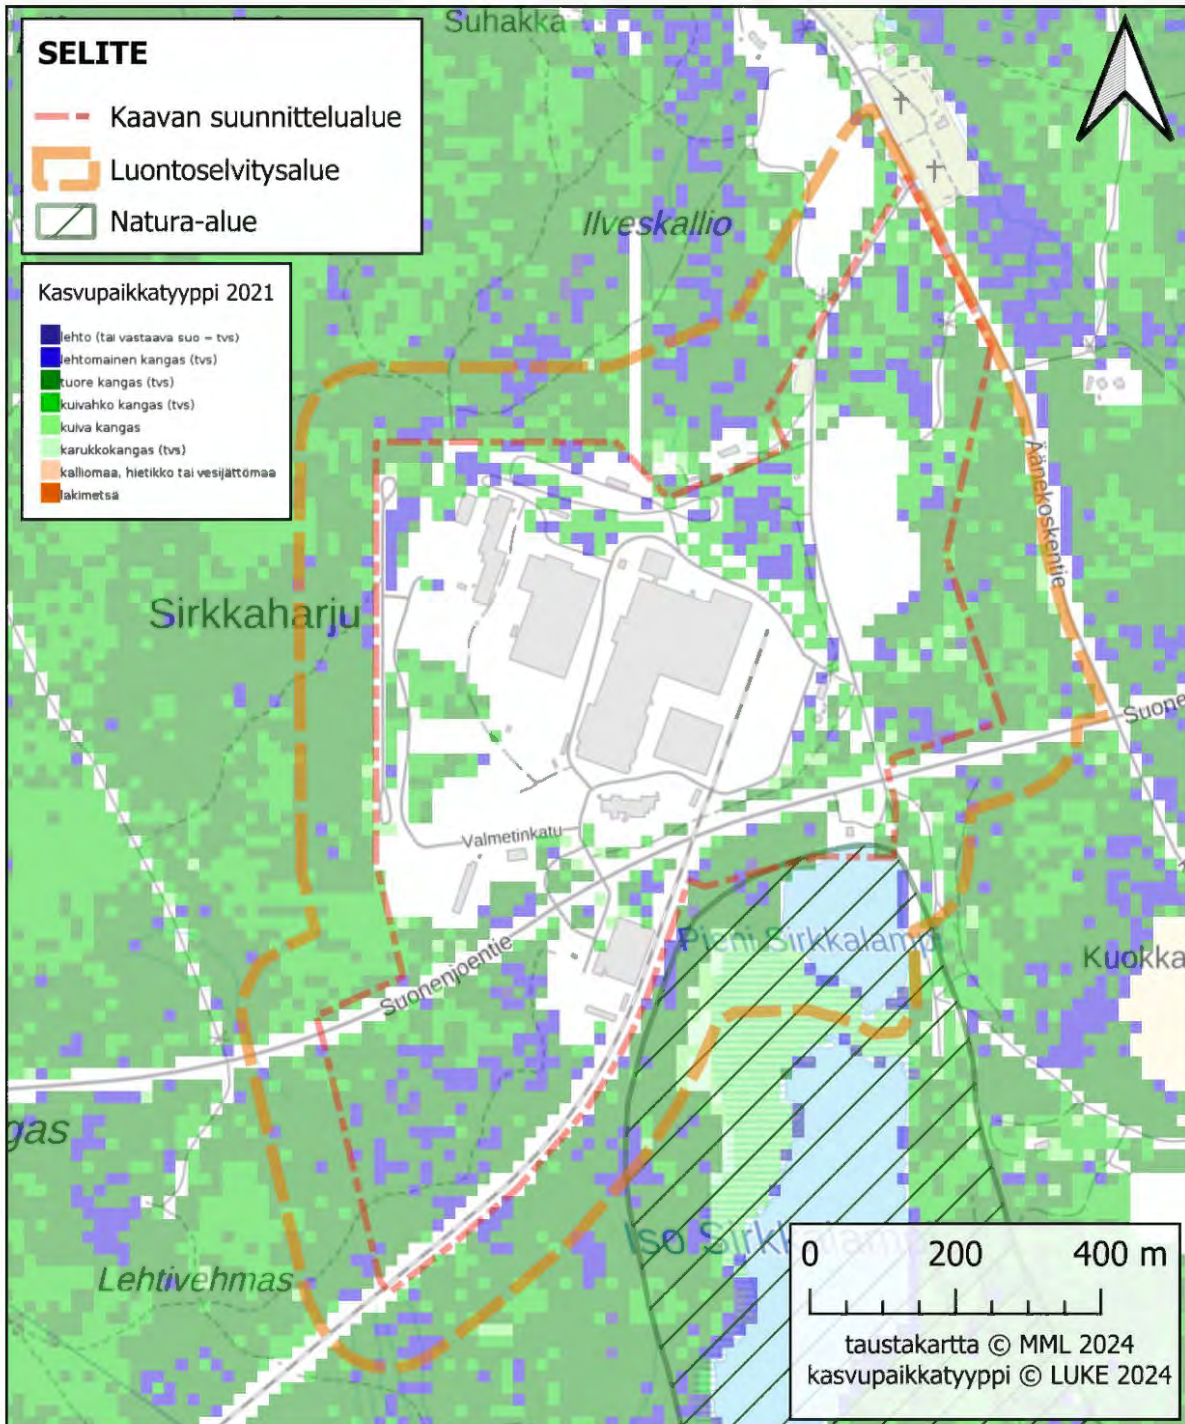 SELITE
Kaavan suunnittelualue
Luontoselvitysalue
Natura-alue
Kasvupaikkatyyppi 2021
lehto (tai vastaava suo = tvs)
lehtomainen kangas (tvs)
tuore kangas (tvs)
kuivahko kangas (tvs)
kuiva kangas
karukkokangas (tvs)
kalliomaa, hietikko tai vesijättömaa
lakimetsä
Suhakka
Ilveskallio
Äänekoskentie
Sirkkaharju
Suone
Valmetinkatu
Suonenjoentie
Pieni Sirkkalampi
Kuokka
gas
Iso Sirkkalampi
Lehtivehmas
0 200 400 m
taustakartta © MML 2024
kasvupaikkatyyppi © LUKE 2024